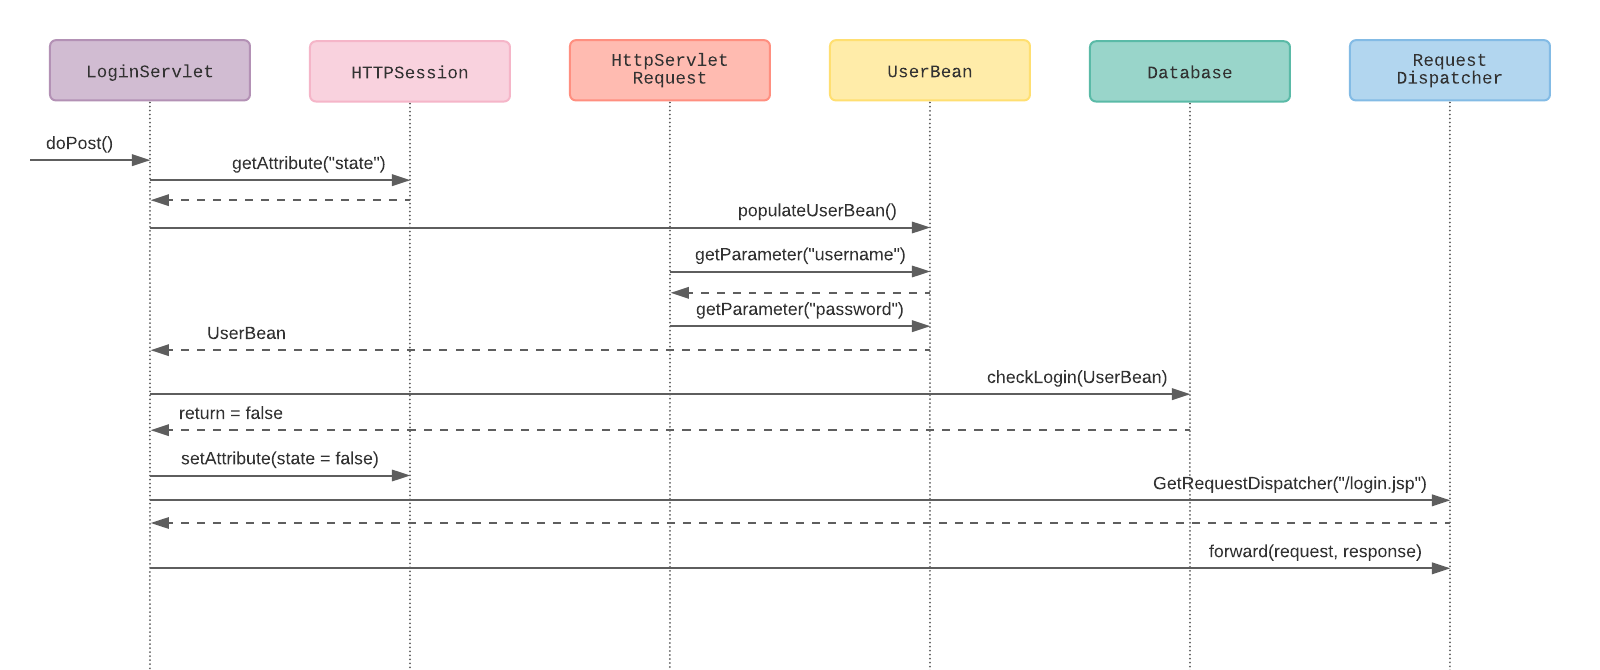 LoginServlet
HTTPSession
HttpServlet
Request
UserBean
Database
Request
Dispatcher
doPost()
getAttribute("state")
populateUserBean()
getParameter("username")
getParameter("password")
UserBean
checkLogin(UserBean)
return = false
setAttribute(state = false)
GetRequestDispatcher("/login.jsp")
forward(request, response)